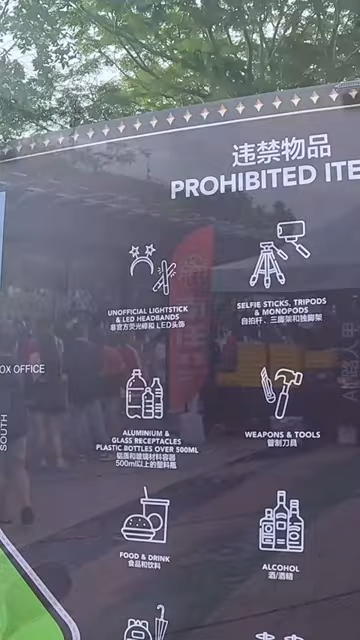 违禁物品
PROHIBITED ITE
UNOFFICIAL LIGHTSTICK
& LED HEADBANDS
非官方荧光棒和 LED头饰
SELFIE STICKS, TRIPODS
& MONOPODS
自拍杆、三脚架和独脚架
OX OFFICE
SOUTH
ALUMINIUM &
GLASS RECEPTACLES
PLASTIC BOTTLES OVER 500ML
铝质和玻璃材料容器
500ml以上的塑料瓶
WEAPONS & TOOLS
管制刀具
FOOD & DRINK
食品和饮料
ALCOHOL
酒/酒精